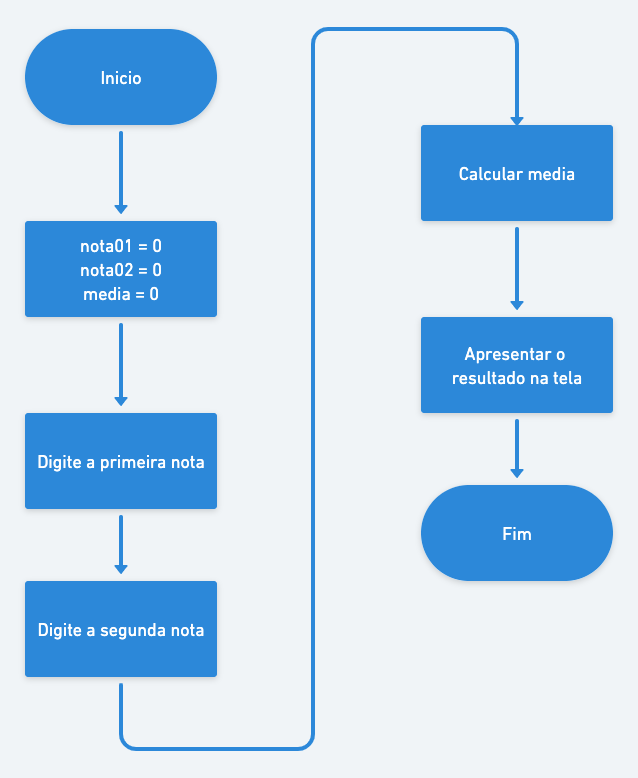 Inicio
nota01 = 0
nota02 = 0
media = 0
Digite a primeira nota
Digite a segunda nota
Calcular media
Apresentar o
resultado na tela
Fim